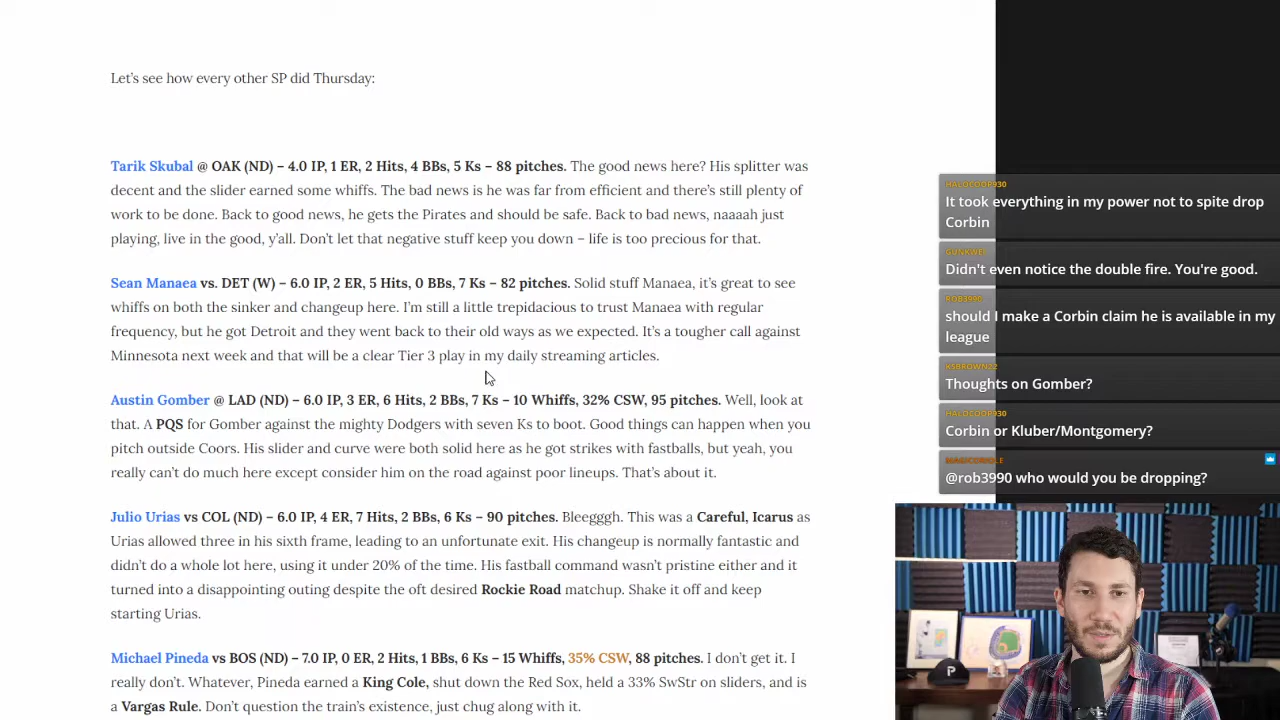 Let’s see how every other SP did Thursday:
Tarik Skubal @ OAK (ND) – 4.0 IP, 1 ER, 2 Hits, 4 BBs, 5 Ks – 88 pitches. The good news here? His splitter was
decent and the slider earned some whiffs. The bad news is he was far from efficient and there’s still plenty of
work to be done. Back to good news, he gets the Pirates and should be safe. Back to bad news, naaaah just
playing, live in the good, y’all. Don’t let that negative stuff keep you down – life is too precious for that.
Sean Manaea vs. DET (W) – 6.0 IP, 2 ER, 5 Hits, 0 BBs, 7 Ks – 82 pitches. Solid stuff Manaea, it’s great to see
whiffs on both the sinker and changeup here. I’m still a little trepidacious to trust Manaea with regular
frequency, but he got Detroit and they went back to their old ways as we expected. It’s a tougher call against
Minnesota next week and that will be a clear Tier 3 play in my daily streaming articles.
Austin Gomber @ LAD (ND) – 6.0 IP, 3 ER, 6 Hits, 2 BBs, 7 Ks – 10 Whiffs, 32% CSW, 95 pitches. Well, look at
that. A PQS for Gomber against the mighty Dodgers with seven Ks to boot. Good things can happen when you
pitch outside Coors. His slider and curve were both solid here as he got strikes with fastballs, but yeah, you
really can’t do much here except consider him on the road against poor lineups. That’s about it.
Julio Urias vs COL (ND) – 6.0 IP, 4 ER, 7 Hits, 2 BBs, 6 Ks – 90 pitches. Bleegggh. This was a Careful, Icarus as
Urias allowed three in his sixth frame, leading to an unfortunate exit. His changeup is normally fantastic and
didn’t do a whole lot here, using it under 20% of the time. His fastball command wasn’t pristine either and it
turned into a disappointing outing despite the oft desired Rockie Road matchup. Shake it off and keep
starting Urias.
Michael Pineda vs BOS (ND) – 7.0 IP, 0 ER, 2 Hits, 1 BBs, 6 Ks – 15 Whiffs, 35% CSW, 88 pitches. I don’t get it. I
really don’t. Whatever, Pineda earned a King Cole, shut down the Red Sox, held a 33% SwStr on sliders, and is
a Vargas Rule. Don’t question the train’s existence, just chug along with it.
HALOCOOP930
It took everything in my power not to spite drop
Corbin
Didn't even notice the double fire. You're good.
ROB3990
should I make a Corbin claim he is available in my
league
KSBROWN22
Thoughts on Gomber?
HALOCOOP930
Corbin or Kluber/Montgomery?
@rob3990 who would you be dropping?
P